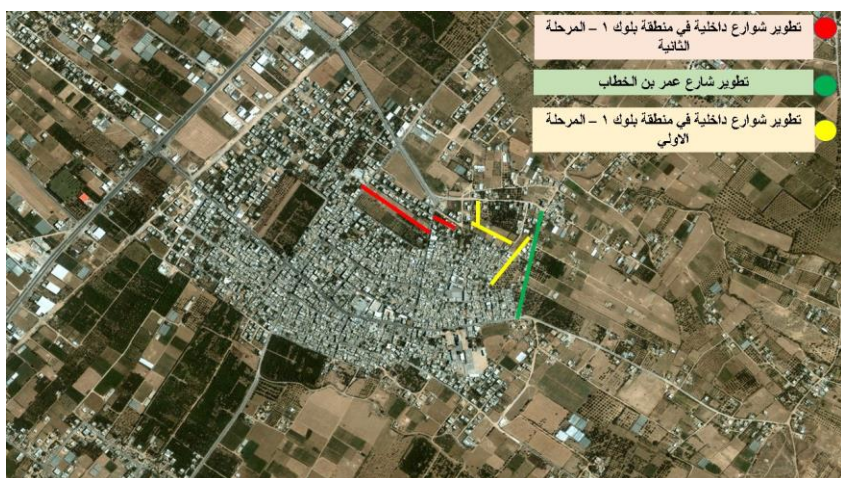 تطوير شوارع داخلية في منطقة بلوك ١ – المرحلة
الثانية
تطوير شارع عمر بن الخطاب
تطوير شوارع داخلية في منطقة بلوك ١ – المرحلة
الاولي